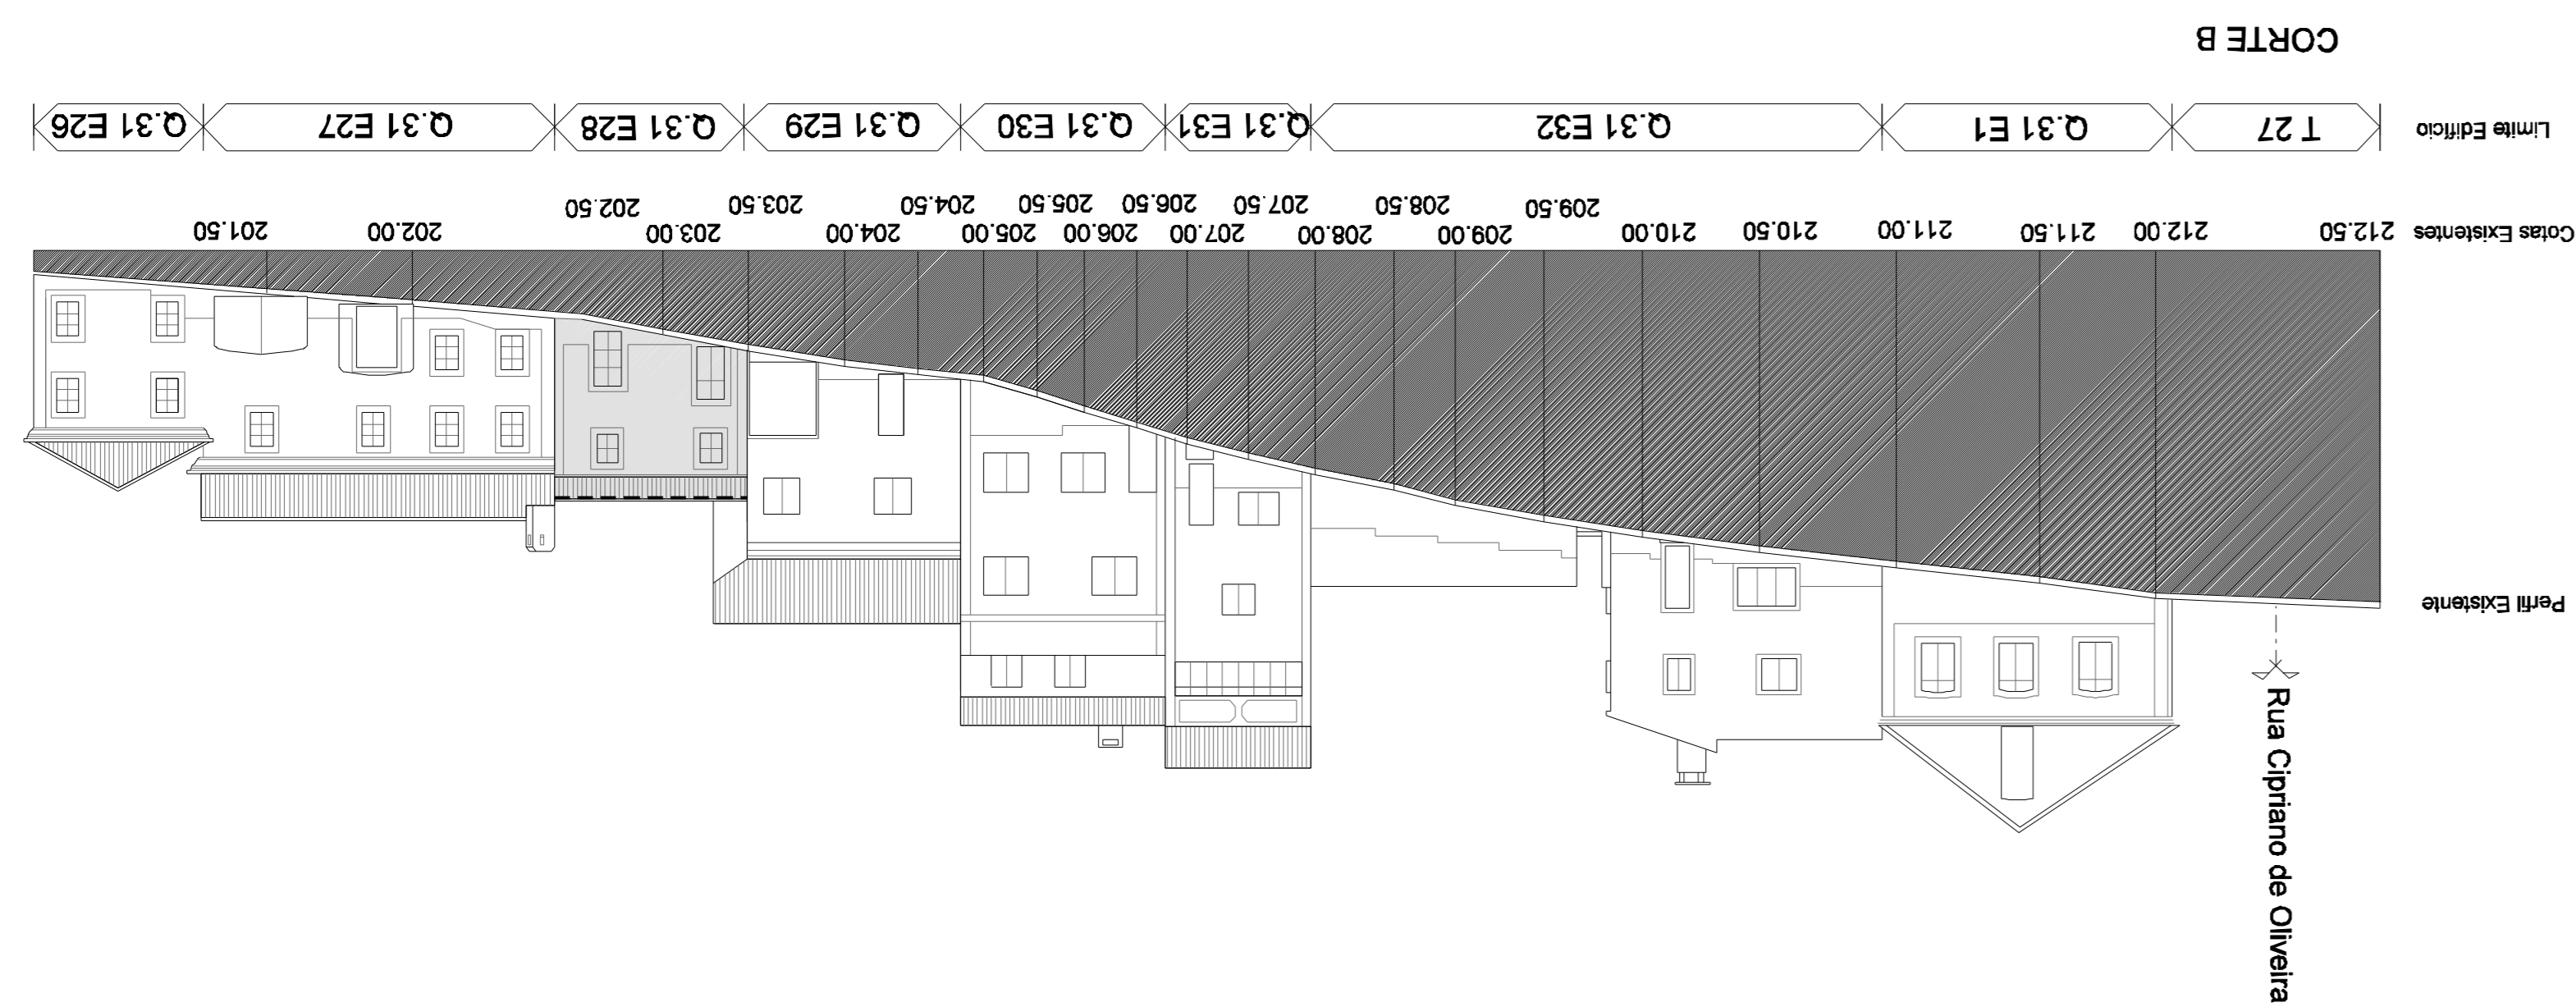 Rua Cipriano de Oliveira
Perfil Existente
Cotas Existentes 212.50 212.00 211.50 211.00 210.50 210.00 209.00 208.00 207.00 206.00 205.00 204.00 203.00 202.00 201.50
209.50 208.50 207.50 206.50 205.50 204.50 203.50 202.50
Limite Edifício T 27 Q.31 E1 Q.31 E32 Q.31 E31 Q.31 E30 Q.31 E29 Q.31 E28 Q.31 E27 Q.31 E26
CORTE B